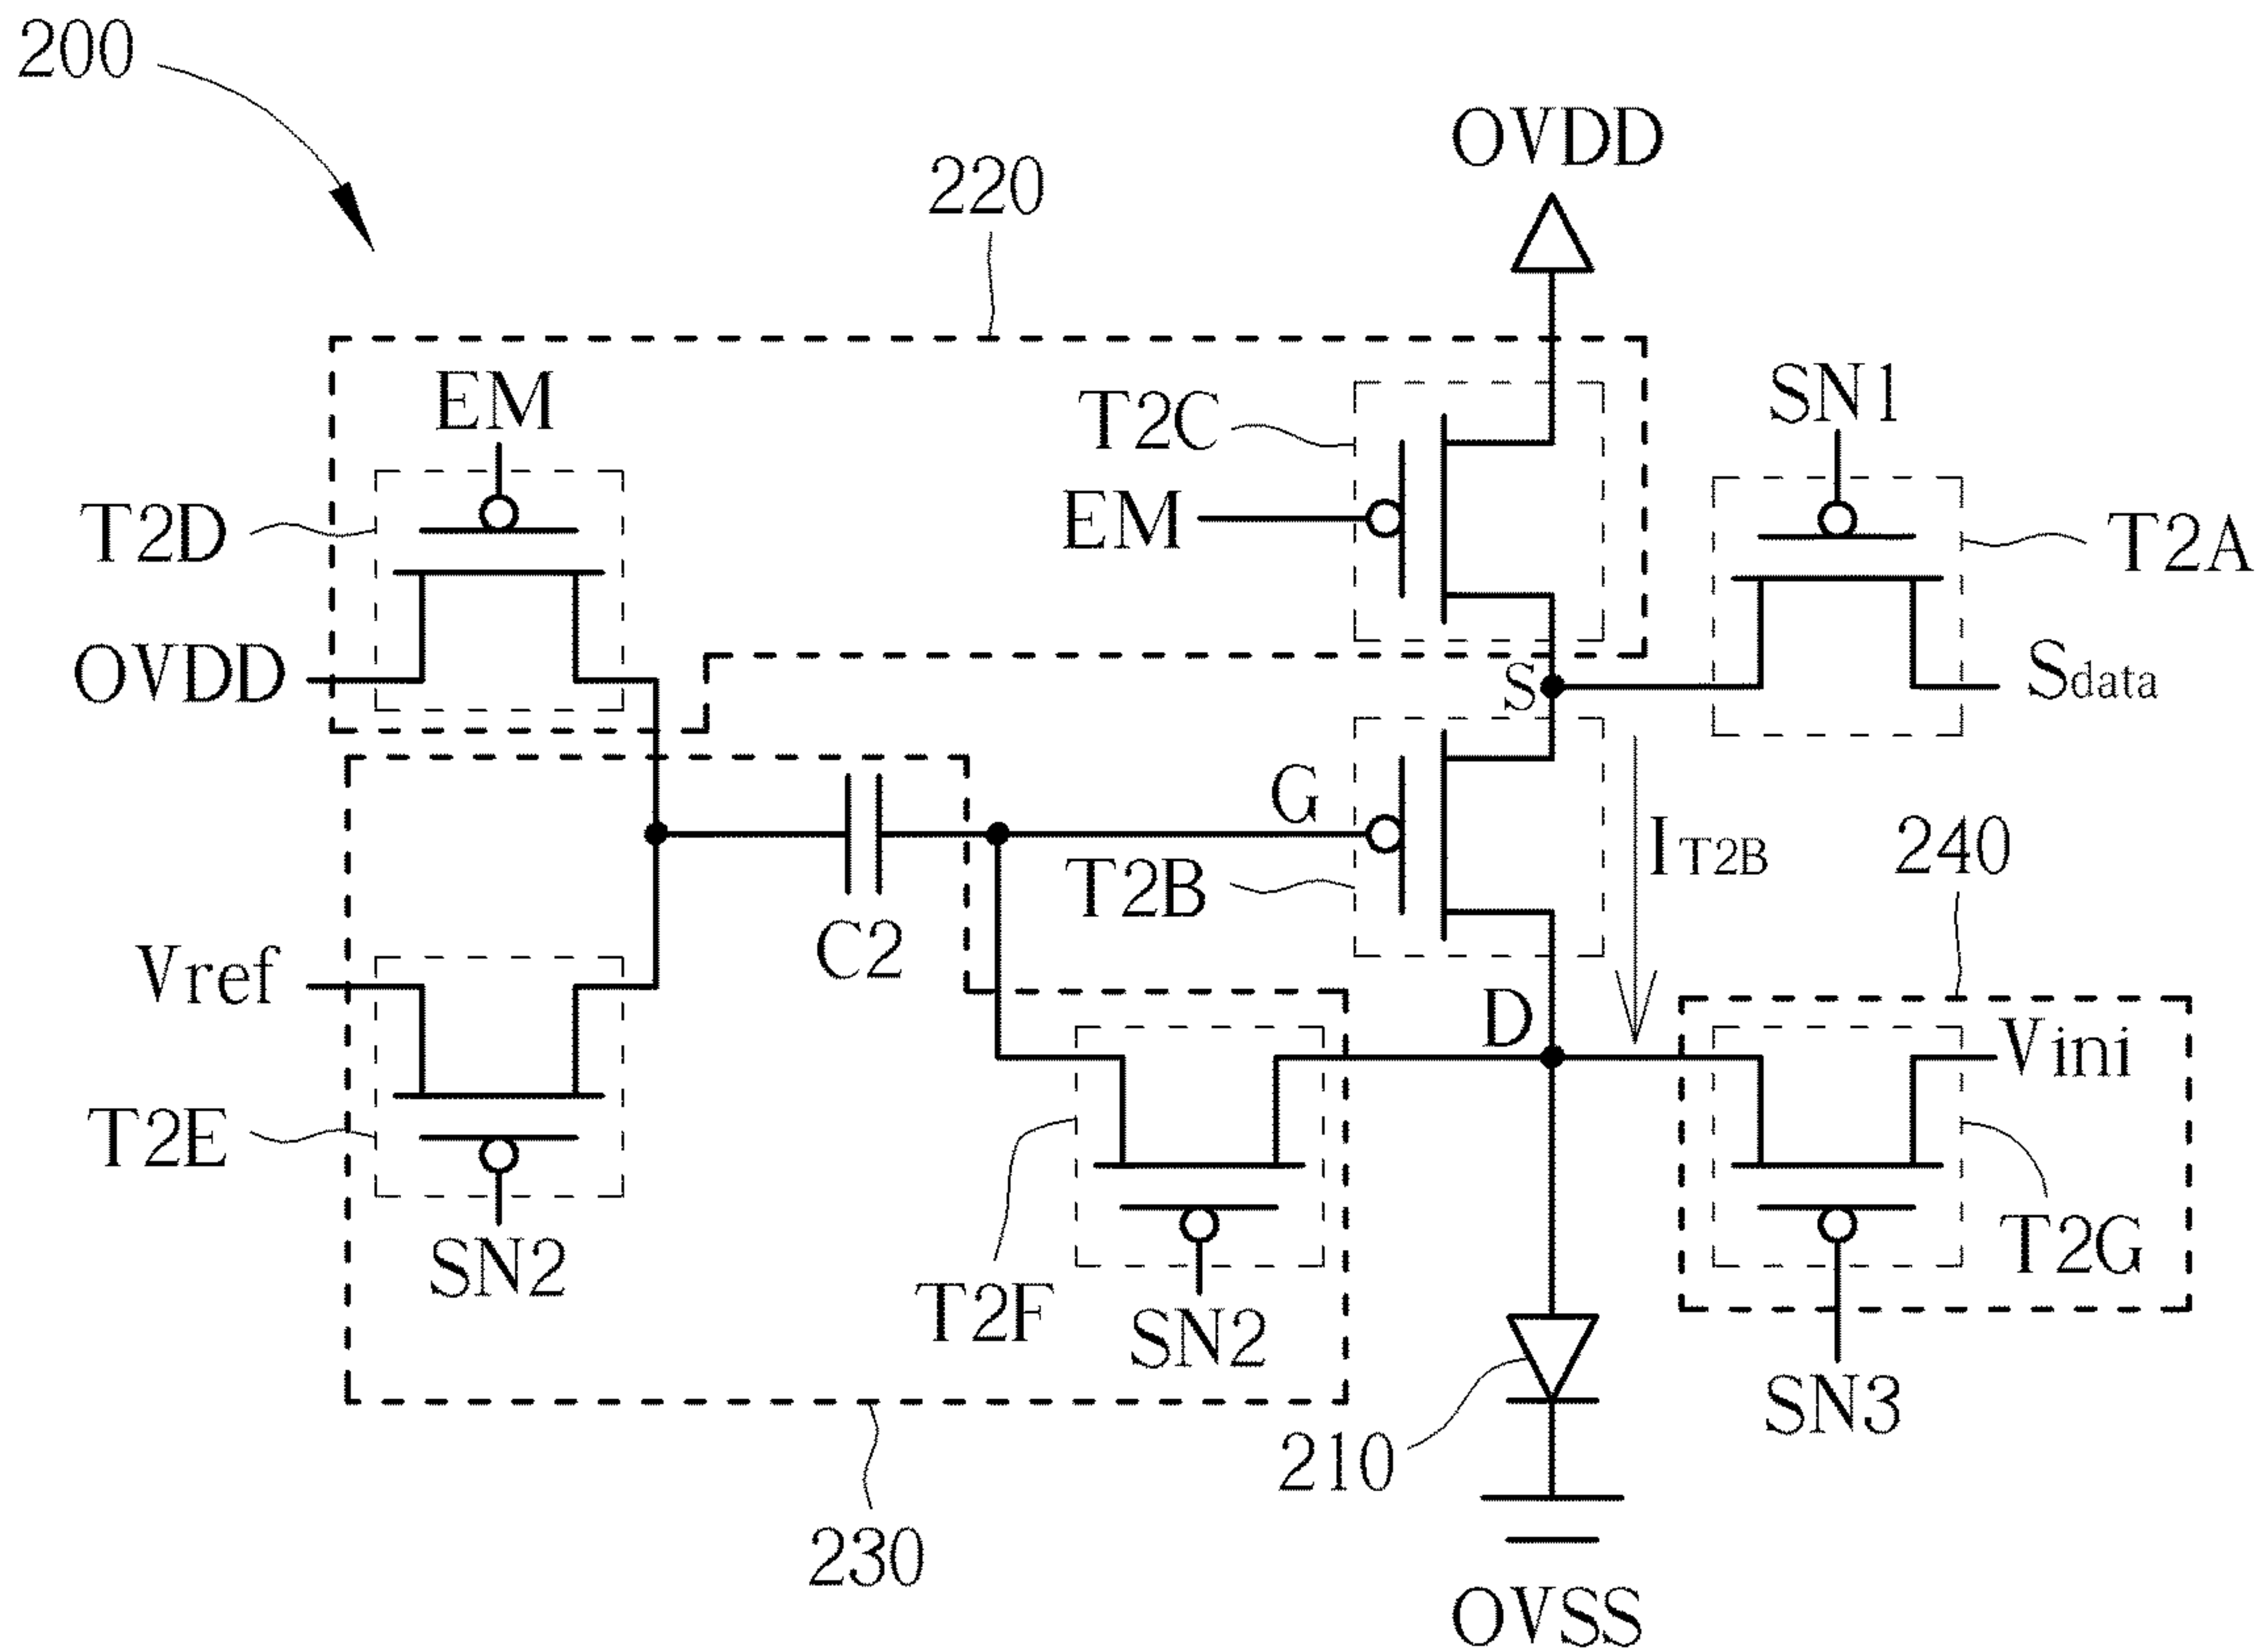 200
OVDD
220
EM
T2C
SN1
T2D
EM
T2A
OVDD
S
Sdata
G
T2B
IT2B
240
C2
Vref
D
Vini
T2E
SN2
T2F
SN2
T2G
SN3
210
230
OVSS